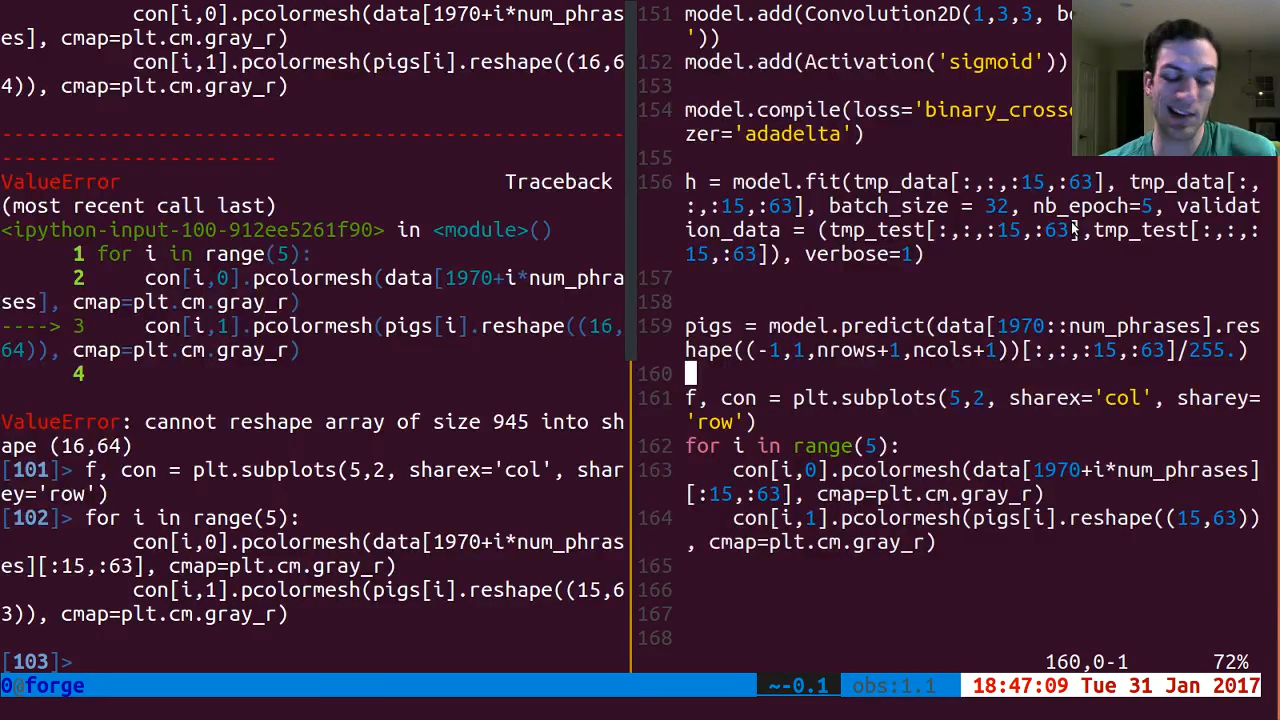 con[i,0].pcolormesh(data[1970+i*num_phras
es], cmap=plt.cm.gray_r)
con[i,1].pcolormesh(pigs[i].reshape((16,6
4)), cmap=plt.cm.gray_r)
----------------------------------------------------
-----------------------
ValueError Traceback
(most recent call last)
<ipython-input-100-912ee5261f90> in <module>()
1 for i in range(5):
2 con[i,0].pcolormesh(data[1970+i*num_phra
ses], cmap=plt.cm.gray_r)
----> 3 con[i,1].pcolormesh(pigs[i].reshape((16,
64)), cmap=plt.cm.gray_r)
4
ValueError: cannot reshape array of size 945 into sh
ape (16,64)
[101]> f, con = plt.subplots(5,2, sharex='col', shar
ey='row')
[102]> for i in range(5):
con[i,0].pcolormesh(data[1970+i*num_phras
es][:15,:63], cmap=plt.cm.gray_r)
con[i,1].pcolormesh(pigs[i].reshape((15,6
3)), cmap=plt.cm.gray_r)
[103]>
151 model.add(Convolution2D(1,3,3,
'))
152 model.add(Activation('sigmoid'))
153
154 model.compile(loss='binary_cross
zer='adadelta')
155
156 h = model.fit(tmp_data[:,:,:15,:63], tmp_data[:,
:,:15,:63], batch_size = 32, nb_epoch=5, validat
ion_data = (tmp_test[:,:,:15,:63],tmp_test[:,:,:
15,:63]), verbose=1)
157
158
159 pigs = model.predict(data[1970::num_phrases].res
hape((-1,1,nrows+1,ncols+1))[:,:,:15,:63]/255.)
160
161 f, con = plt.subplots(5,2, sharex='col', sharey=
'row')
162 for i in range(5):
163 con[i,0].pcolormesh(data[1970+i*num_phrases]
[:15,:63], cmap=plt.cm.gray_r)
164 con[i,1].pcolormesh(pigs[i].reshape((15,63))
, cmap=plt.cm.gray_r)
165
166
167
168
160,0-1 72%
0@forge ~-0.1 obs:1.1 18:47:09 Tue 31 Jan 2017